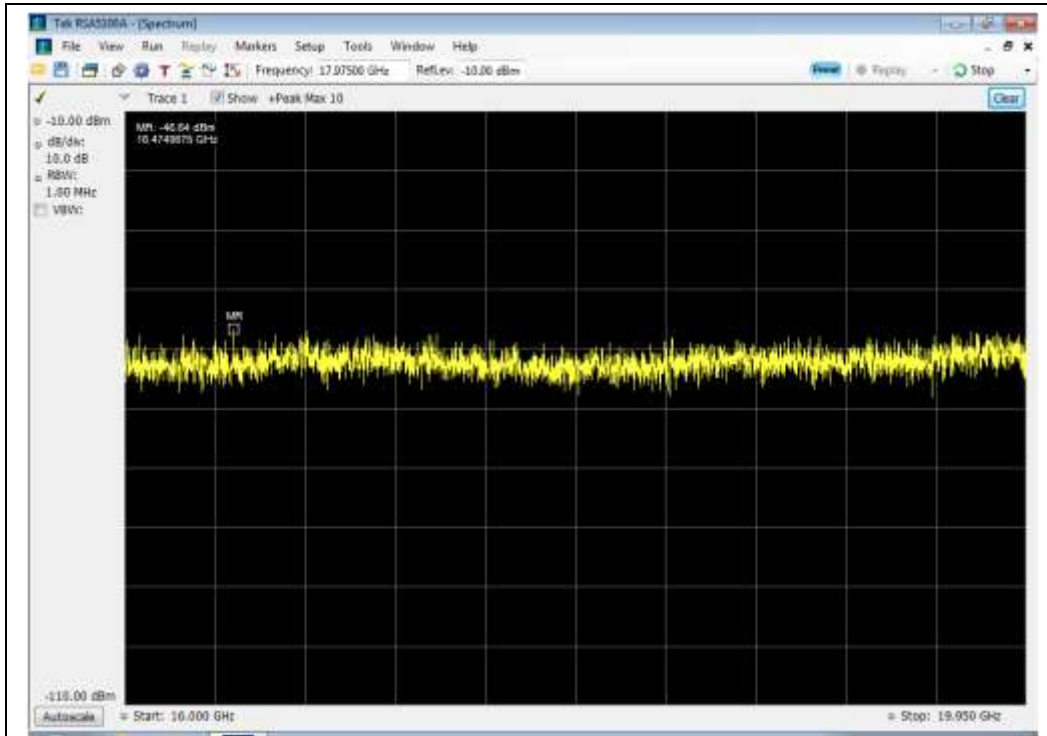 Tek RSA5100A - [Spectrum]
File View Run Replay Markers Setup Tools Window Help
Frequency: 17.97500 GHz RefLev: -10.00 dBm Preset Replay Stop
Trace 1 Show +Peak Max 10 Clear
-10.00 dBm
dB/div:
10.0 dB
RBW:
1.00 MHz
VBW:
MR: -46.64 dBm
16.4749875 GHz
MR
-110.00 dBm
Autoscale Start: 16.000 GHz Stop: 19.950 GHz